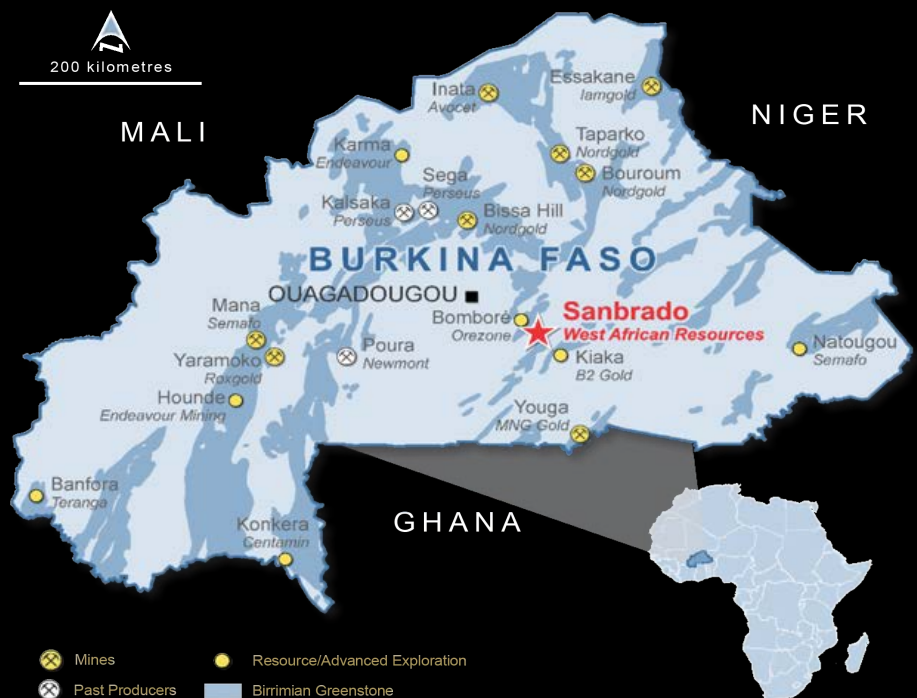 N
200 kilometres
MALI
NIGER
Inata
Avocet
Essakane
Iamgold
Karma
Endeavour
Taparko
Nordgold
Bouroum
Nordgold
Sega
Perseus
Kalsaka
Perseus
Bissa Hill
Nordgold
BURKINA FASO
OUAGADOUGOU
Mana
Semafo
Bomboré
Orezone
Sanbrado
West African Resources
Yaramoko
Roxgold
Poura
Newmont
Kiaka
B2 Gold
Natougou
Semafo
Hounde
Endeavour Mining
Youga
MNG Gold
Banfora
Teranga
Konkera
Centamin
GHANA
Mines
Resource/Advanced Exploration
Past Producers
Birrimian Greenstone